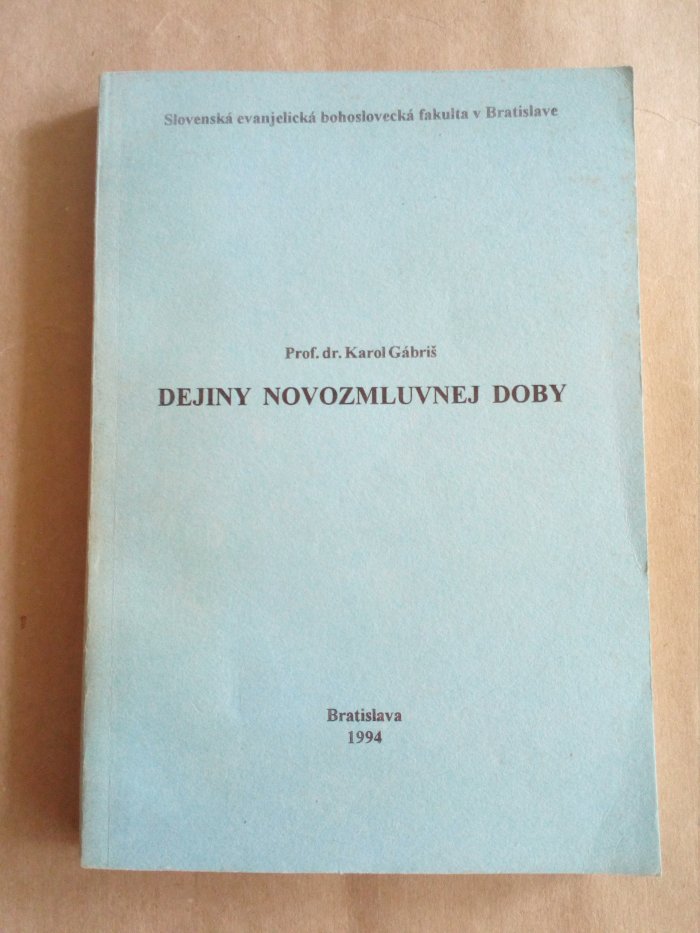 Slovenská evanjelická bohoslovecká fakulta v Bratislave
Prof. dr. Karol Gábriš
DEJINY NOVOZMLUVNEJ DOBY
Bratislava
1994